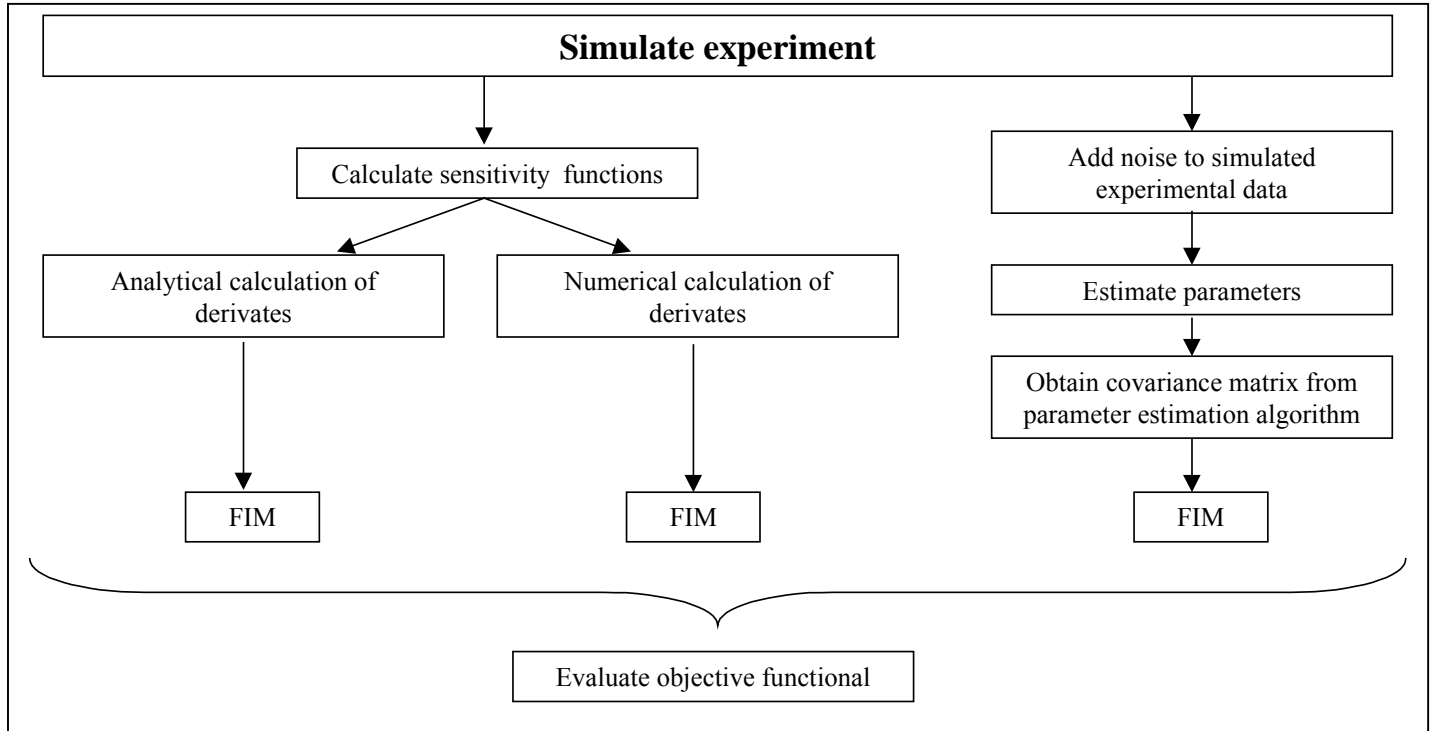 Simulate experiment
Calculate sensitivity functions
Add noise to simulated
experimental data
Analytical calculation of
derivates
Numerical calculation of
derivates
Estimate parameters
Obtain covariance matrix from
parameter estimation algorithm
FIM
FIM
FIM
Evaluate objective functional